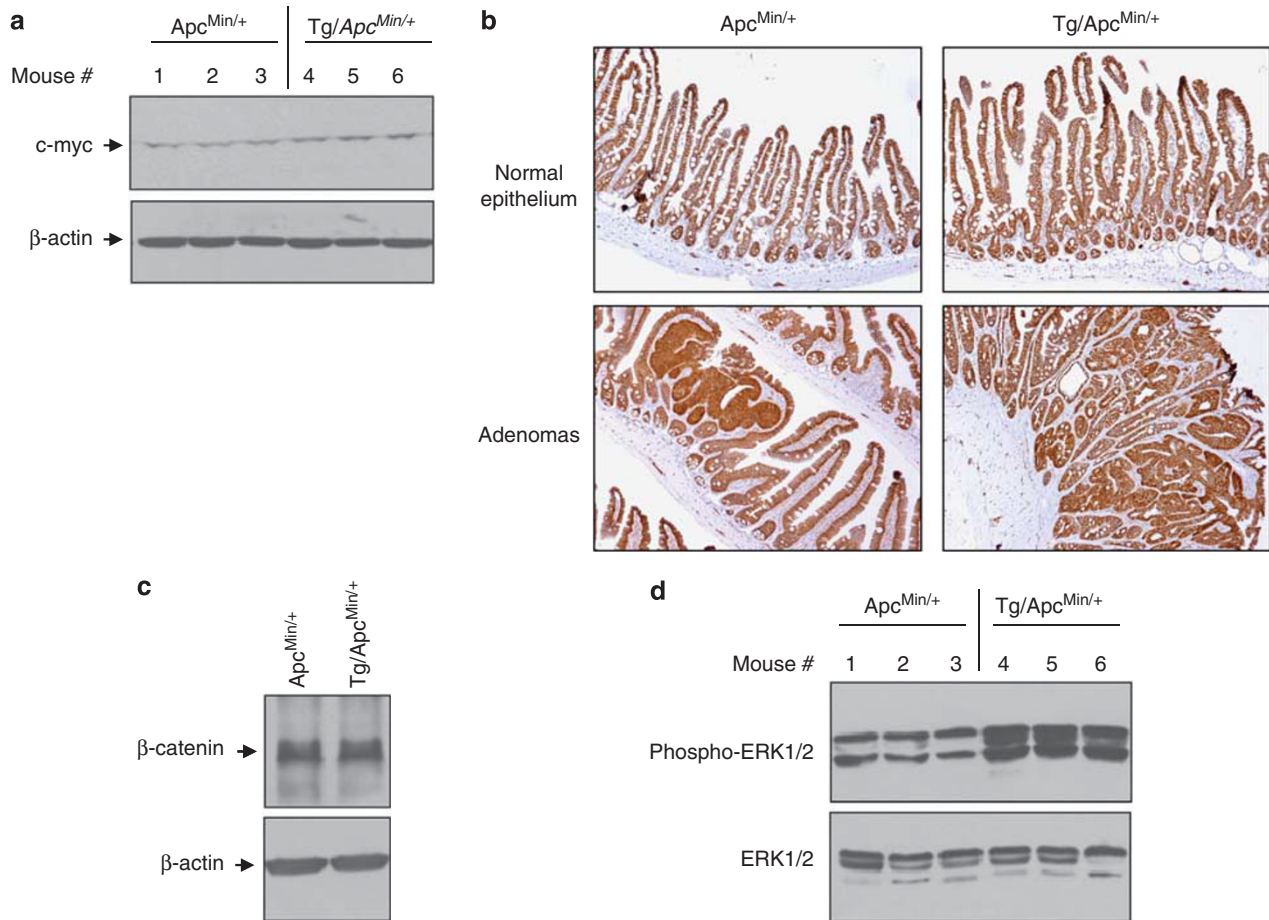 a
Apc^Min/+ Tg/Apc^Min/+
Mouse # 1 2 3 4 5 6
c-myc
β-actin
b
Apc^Min/+ Tg/Apc^Min/+
Normal
epithelium
Adenomas
c
Apc^Min/+
Tg/Apc^Min/+
β-catenin
β-actin
d
Apc^Min/+ Tg/Apc^Min/+
Mouse # 1 2 3 4 5 6
Phospho-ERK1/2
ERK1/2